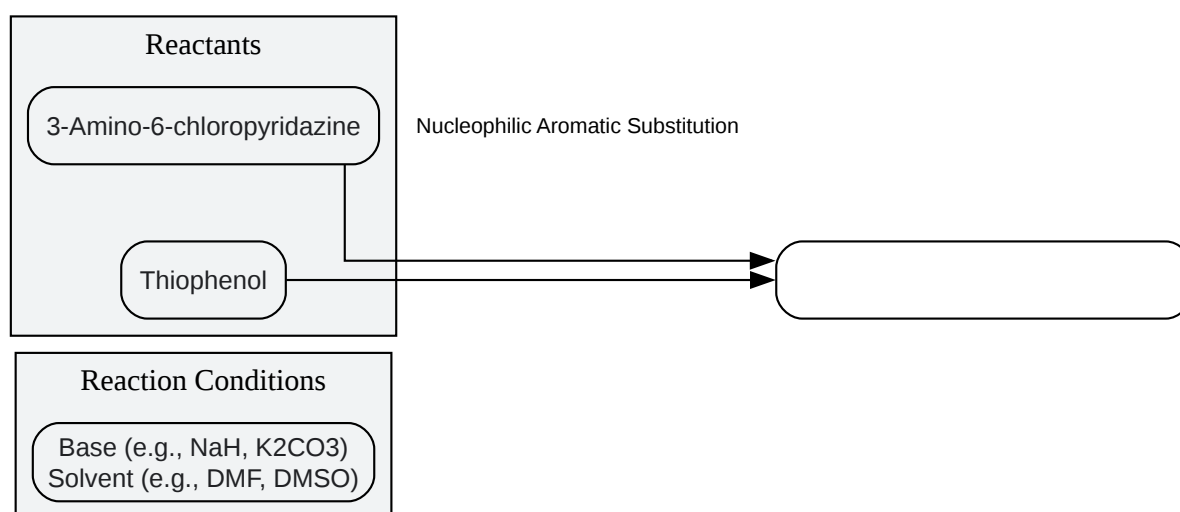 Reactants
3-Amino-6-chloropyridazine
Nucleophilic Aromatic Substitution
Thiophenol
Reaction Conditions
Base (e.g., NaH, K2CO3)
Solvent (e.g., DMF, DMSO)